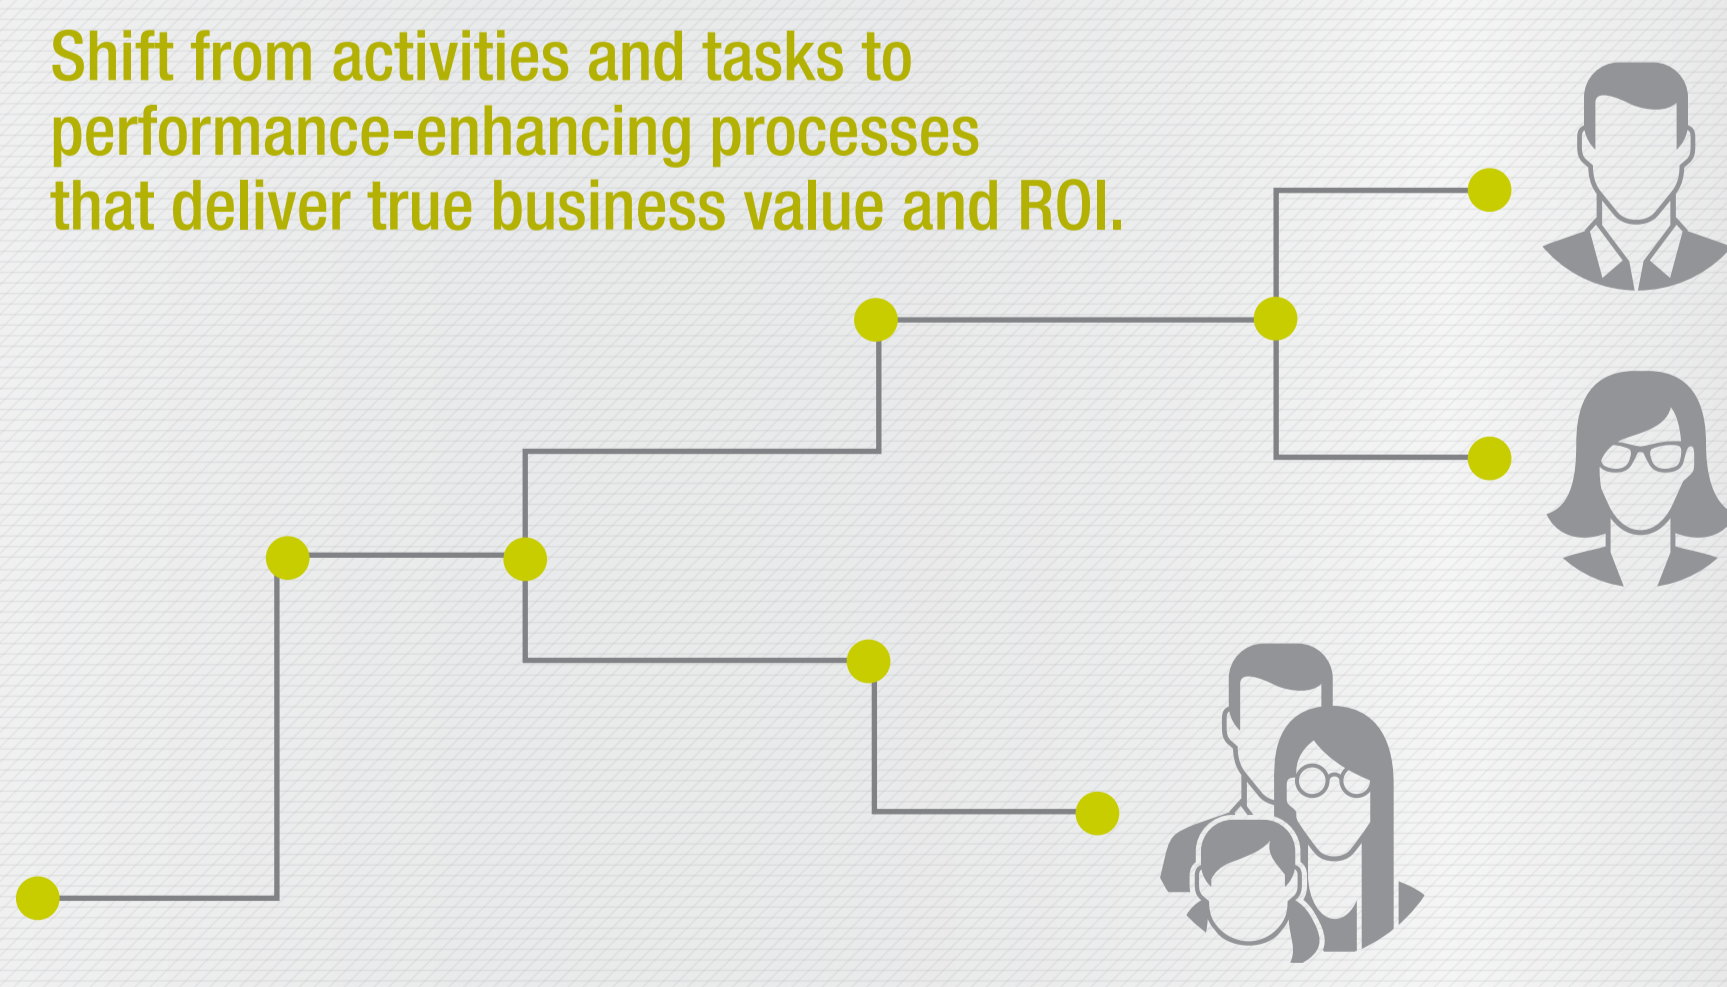 Shift from activities and tasks to
performance-enhancing processes
that deliver true business value and ROI.